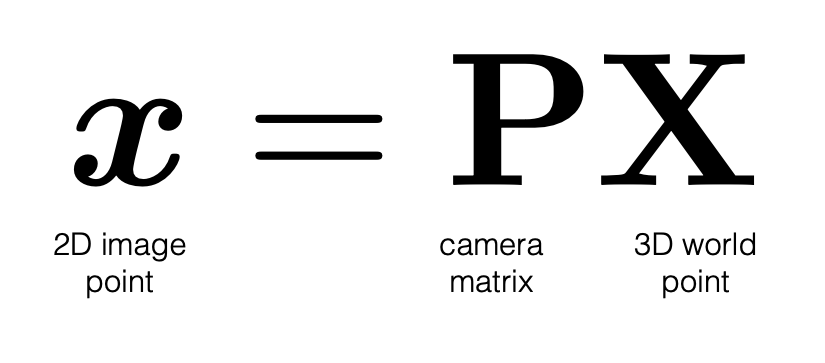 x = PX
2D image
point
camera
matrix
3D world
point